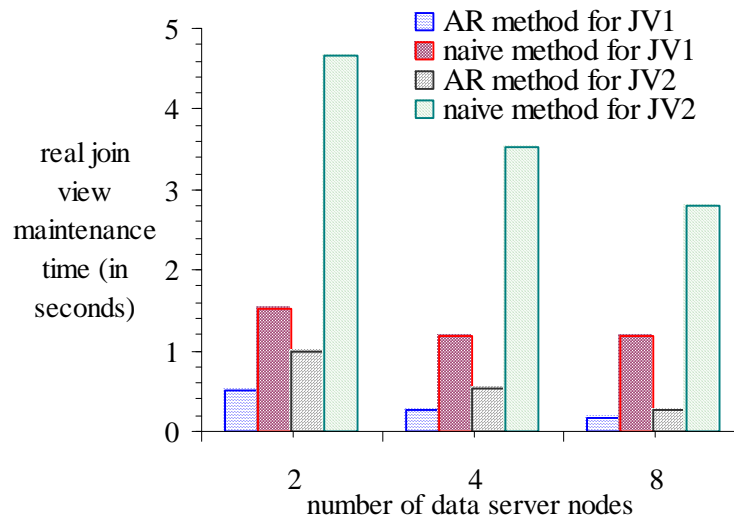 AR method for JV1
naive method for JV1
AR method for JV2
naive method for JV2
real join
view
maintenance
time (in
seconds)
5
4
3
2
1
0
2 4 8
number of data server nodes